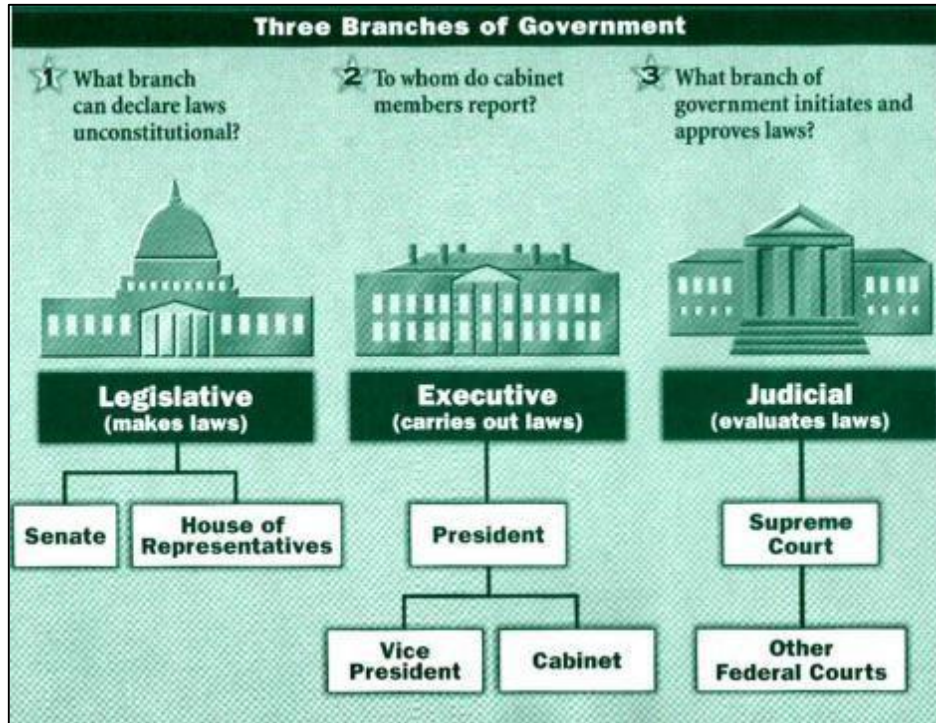 Three Branches of Government
1 What branch
can declare laws
unconstitutional?
2 To whom do cabinet
members report?
3 What branch of
government initiates and
approves laws?
Legislative
(makes laws)
Executive
(carries out laws)
Judicial
(evaluates laws)
Senate
House of
Representatives
President
Supreme
Court
Vice
President
Cabinet
Other
Federal Courts